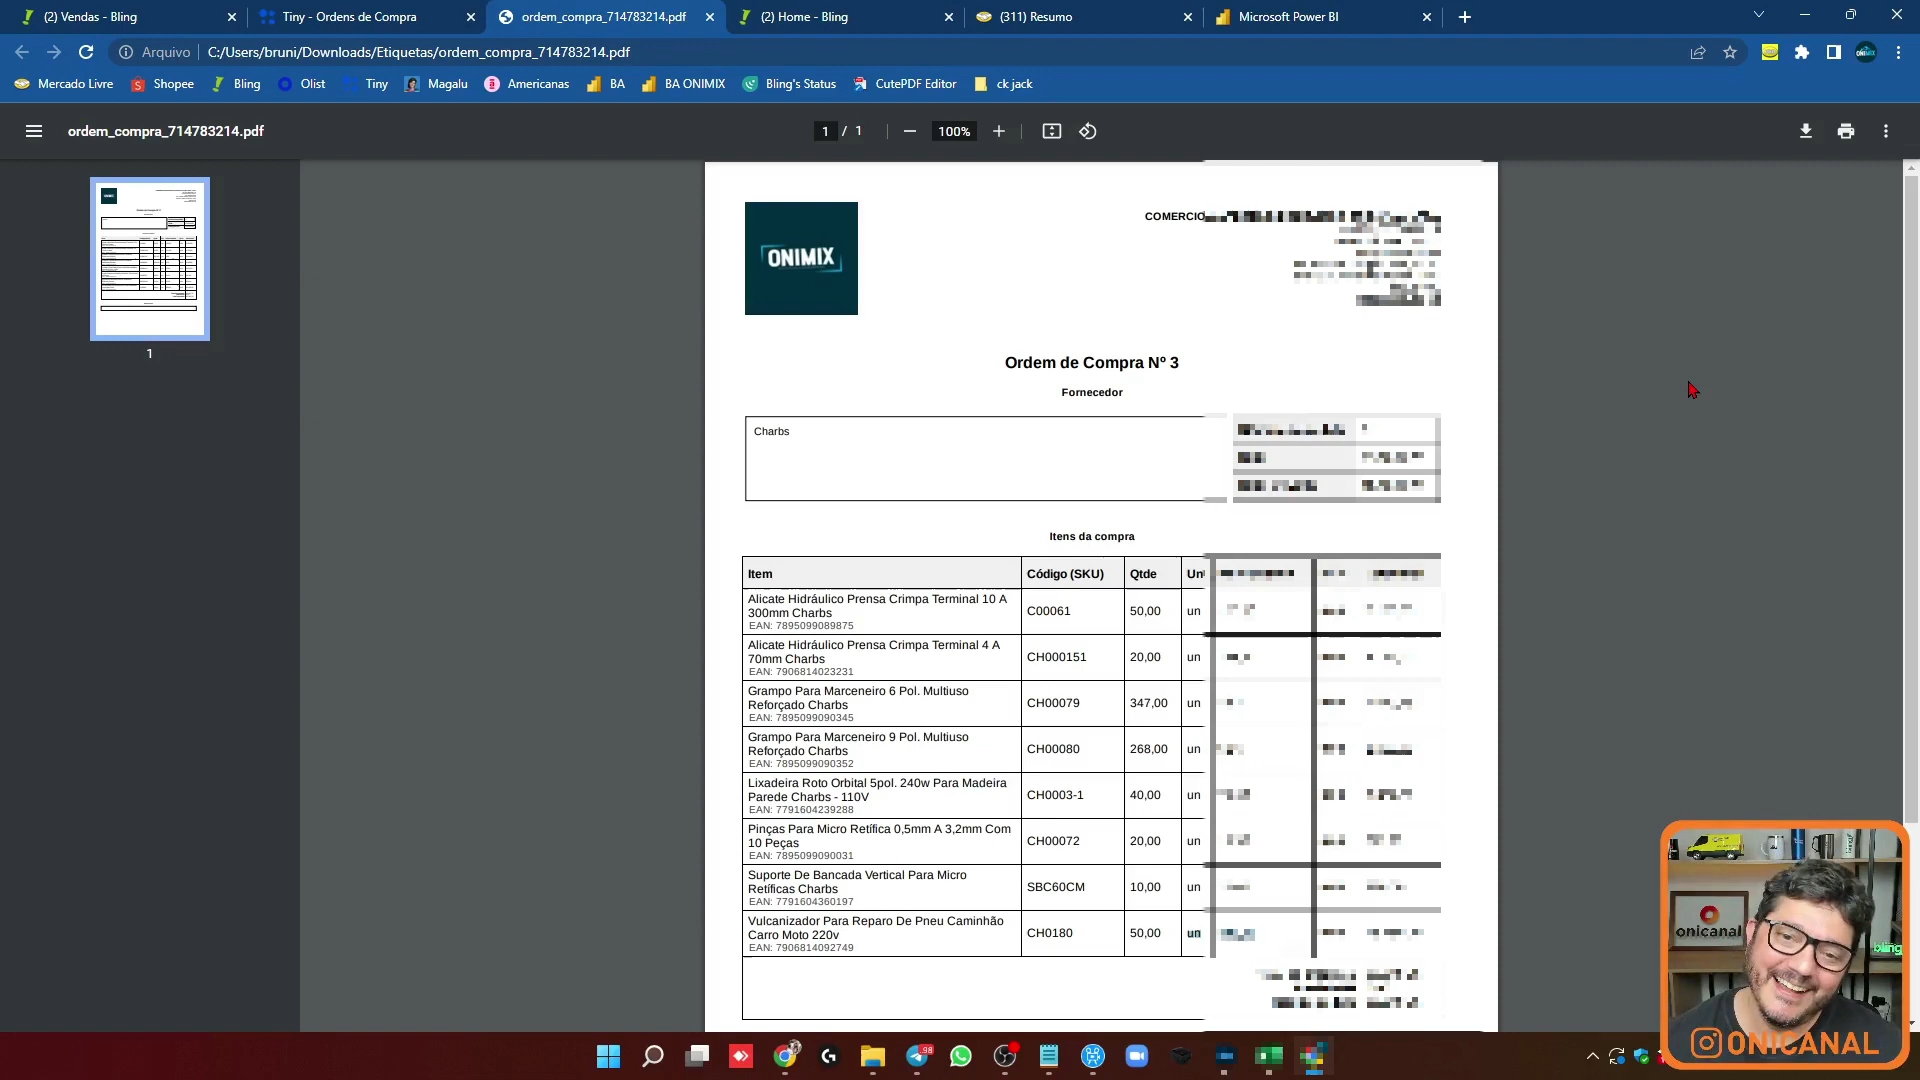 (2) Vendas - Bling
Tiny - Ordens de Compra
ordem_compra_714783214.pdf
(2) Home - Bling
(311) Resumo
Microsoft Power BI
Arquivo
C:/Users/bruni/Downloads/Etiquetas/ordem_compra_714783214.pdf
Mercado Livre
Shopee
Bling
Olist
Tiny
Magalu
Americanas
BA
BA ONIMIX
Bling's Status
CutePDF Editor
ck jack
ordem_compra_714783214.pdf
1 / 1
100%
1
ONIMIX
COMERCIO
Ordem de Compra Nº 3
Fornecedor
Charbs
Itens da compra
Item Código (SKU) Qtde Un
Alicate Hidráulico Prensa Crimpa Terminal 10 A
300mm Charbs
EAN: 7895099089875
C00061 50,00 un
Alicate Hidráulico Prensa Crimpa Terminal 4 A
70mm Charbs
EAN: 7906814023231
CH000151 20,00 un
Grampo Para Marceneiro 6 Pol. Multiuso
Reforçado Charbs
EAN: 7895099090345
CH00079 347,00 un
Grampo Para Marceneiro 9 Pol. Multiuso
Reforçado Charbs
EAN: 7895099090352
CH00080 268,00 un
Lixadeira Roto Orbital 5pol. 240w Para Madeira
Parede Charbs - 110V
EAN: 7791604239288
CH0003-1 40,00 un
Pinças Para Micro Retífica 0,5mm A 3,2mm Com
10 Peças
EAN: 7895099090031
CH00072 20,00 un
Suporte De Bancada Vertical Para Micro
Retíficas Charbs
EAN: 7791604360197
SBC60CM 10,00 un
Vulcanizador Para Reparo De Pneu Caminhão
Carro Moto 220v
EAN: 7906814092749
CH0180 50,00 un
onicanal
bling
ONICANAL
98